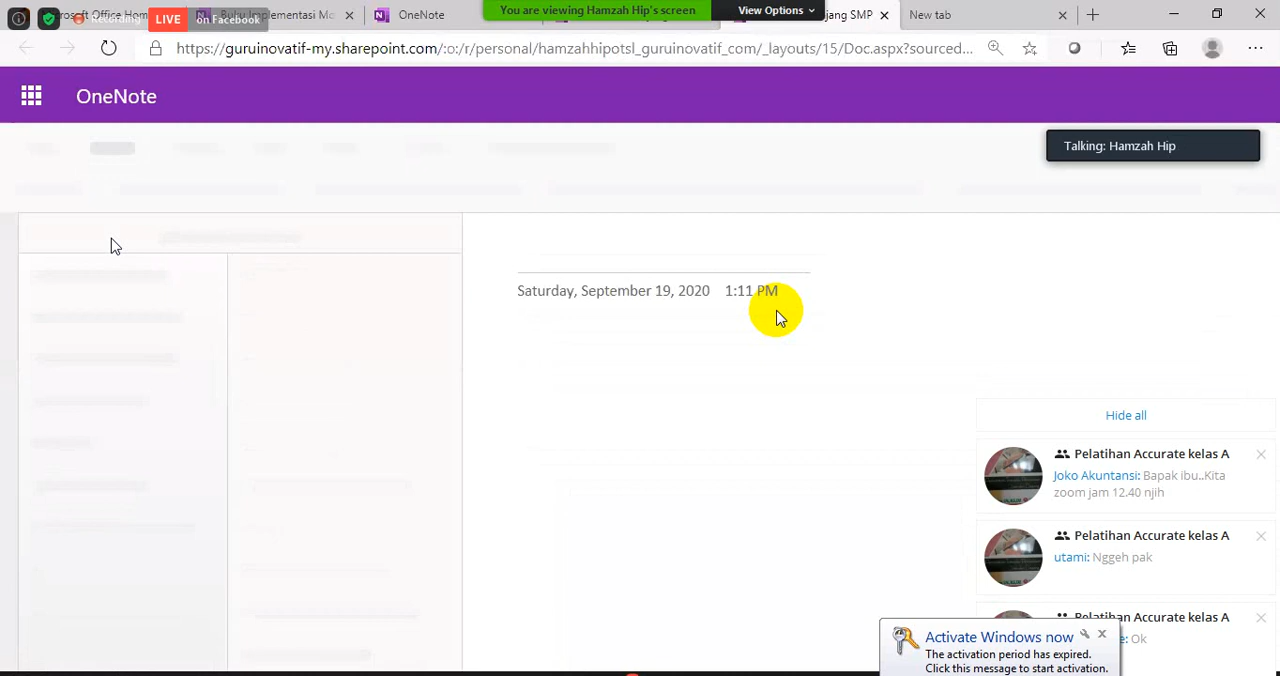 Recording
LIVE
on Facebook
OneNote
You are viewing Hamzah Hip's screen
View Options
jang SMP
New tab
https://guruinovatif-my.sharepoint.com/:o:/r/personal/hamzahhipotsl_guruinovatif_com/_layouts/15/Doc.aspx?sourced...
OneNote
Talking: Hamzah Hip
Saturday, September 19, 2020 1:11 PM
Hide all
Pelatihan Accurate kelas A
Joko Akuntansi: Bapak ibu..Kita
zoom jam 12.40 njih
Pelatihan Accurate kelas A
utami: Nggeh pak
Pelatihan Accurate kelas A
e: Ok
Activate Windows now
The activation period has expired.
Click this message to start activation.